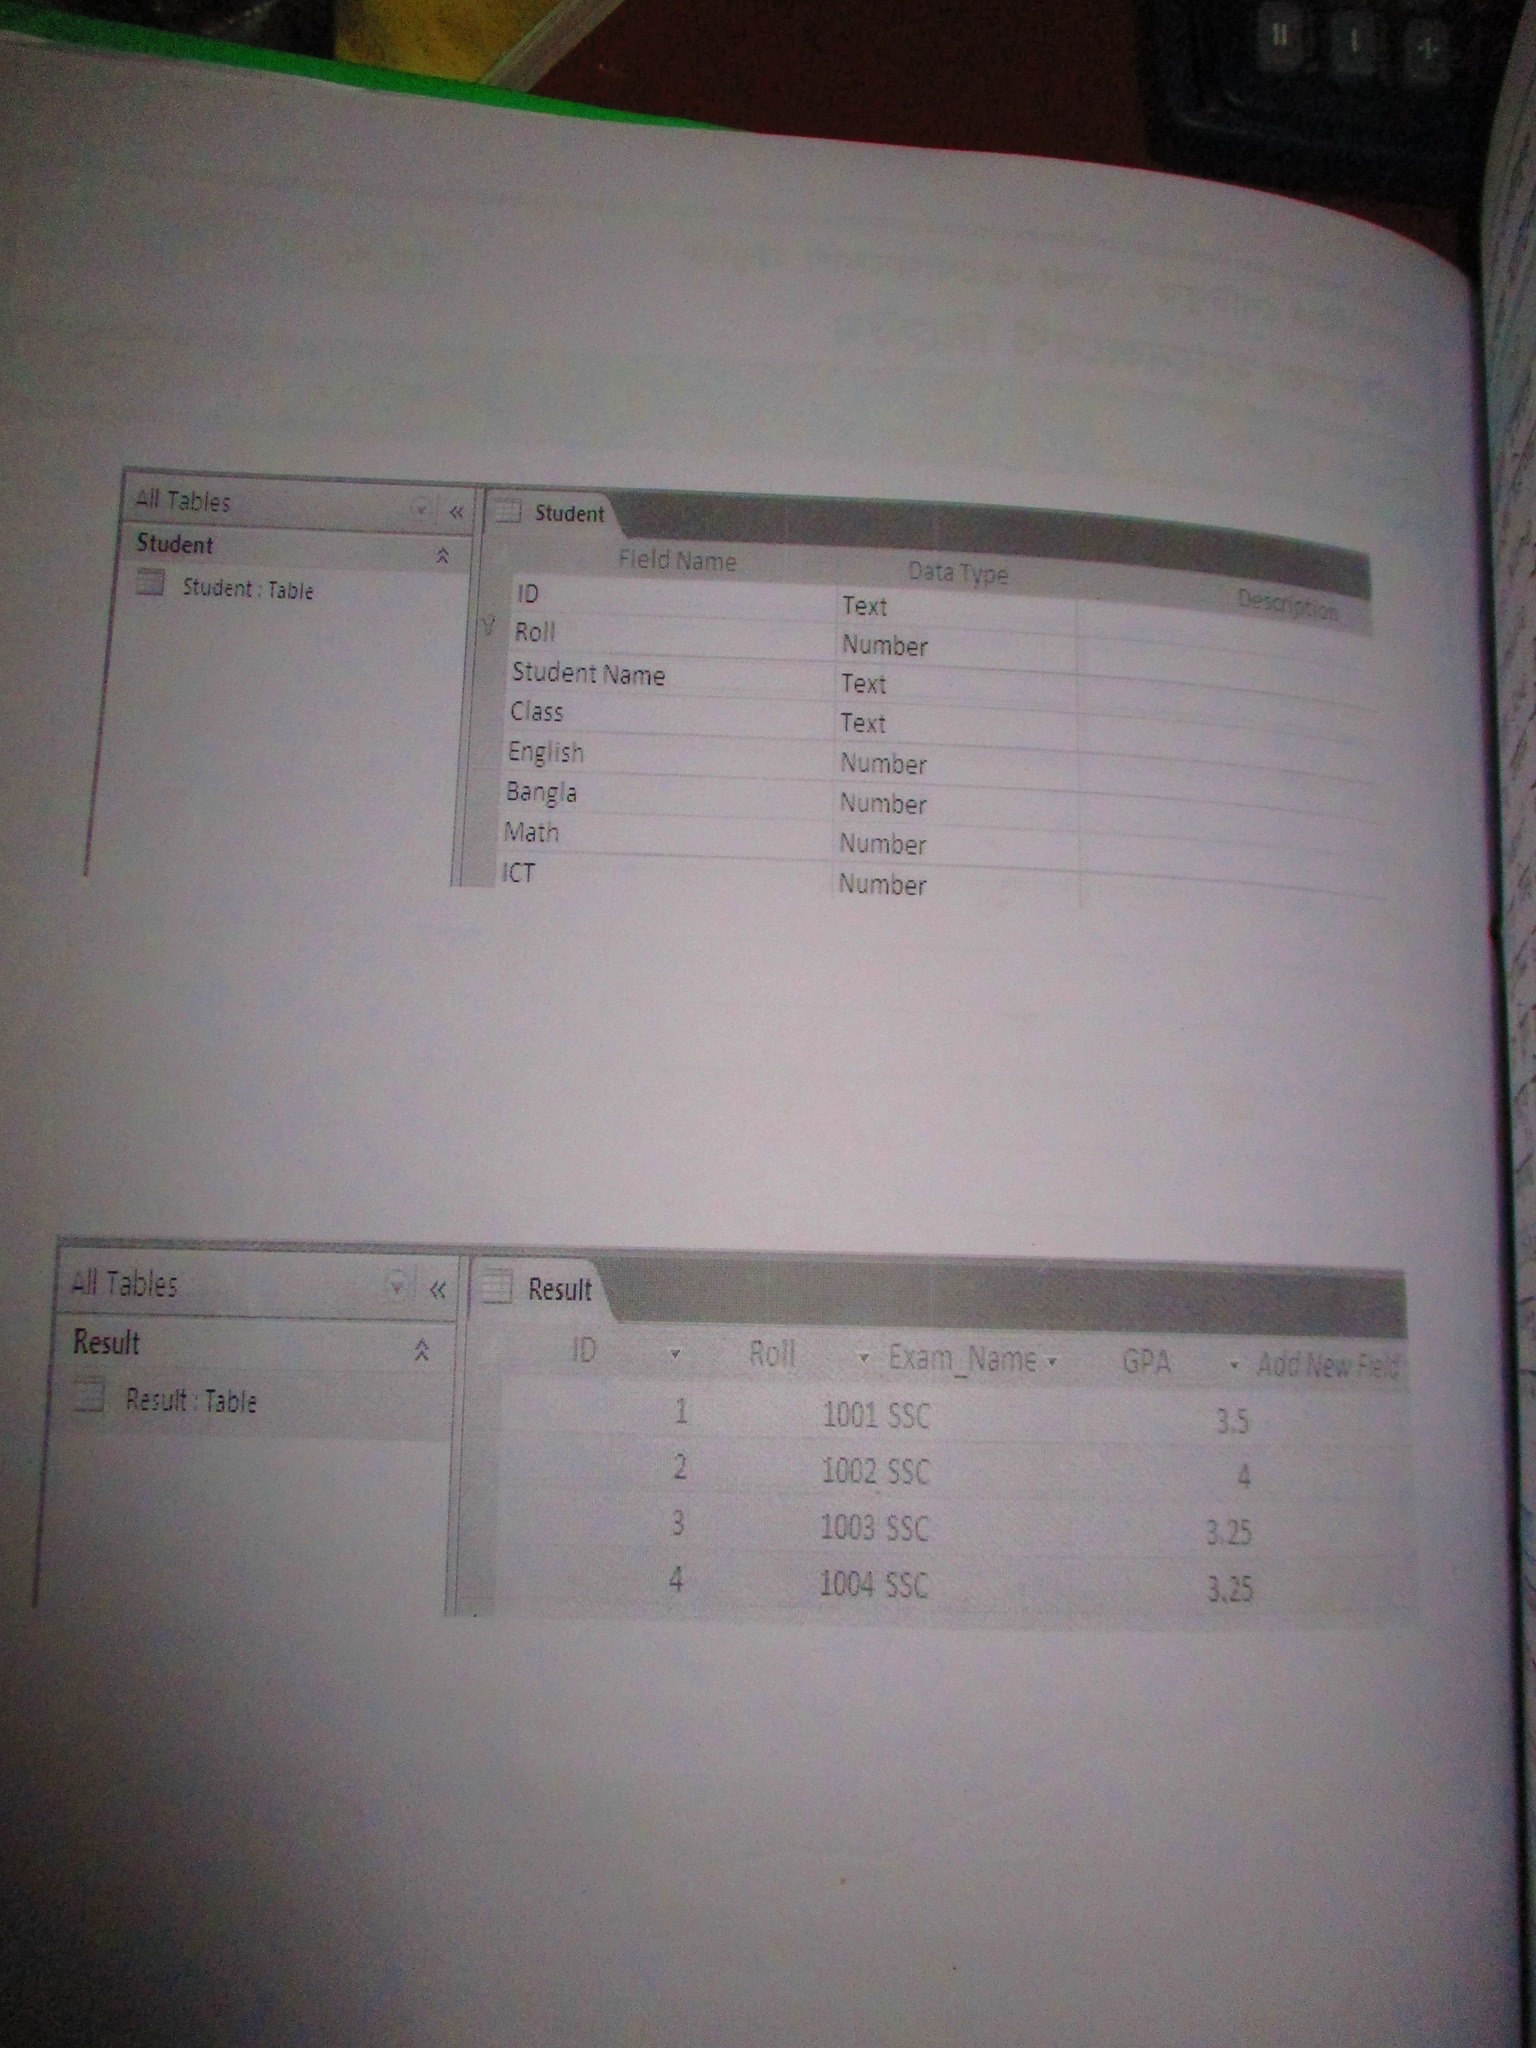 All Tables
Student
Student : Table
Student
Field Name Data Type Description
ID Text
Roll Number
Student Name Text
Class Text
English Number
Bangla Number
Math Number
ICT Number
All Tables
Result
Result : Table
Result
ID Roll Exam_Name GPA Add New Field
1 1001 SSC 3.5
2 1002 SSC 4
3 1003 SSC 3.25
4 1004 SSC 3.25